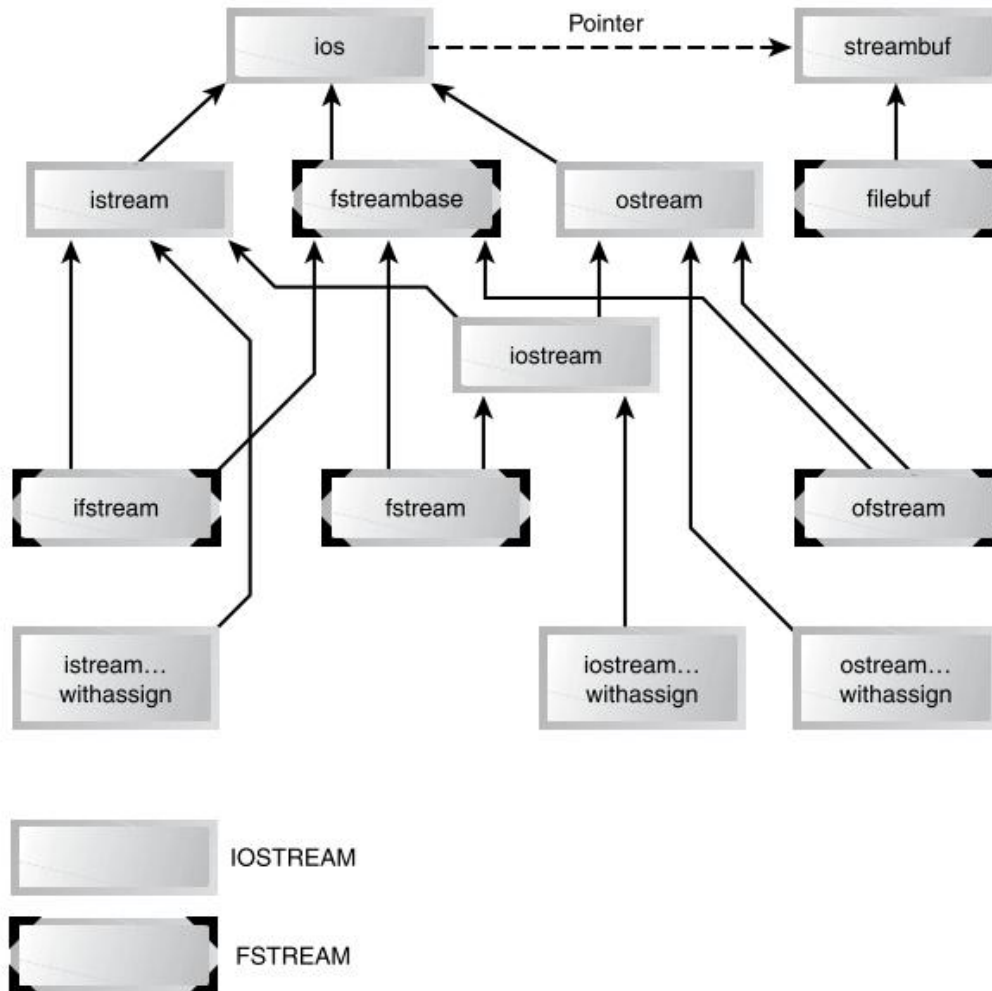 Pointer
ios
streambuf
istream
fstreambase
ostream
filebuf
iostream
ifstream
fstream
ofstream
istream...
withassign
iostream...
withassign
ostream...
withassign
IOSTREAM
FSTREAM